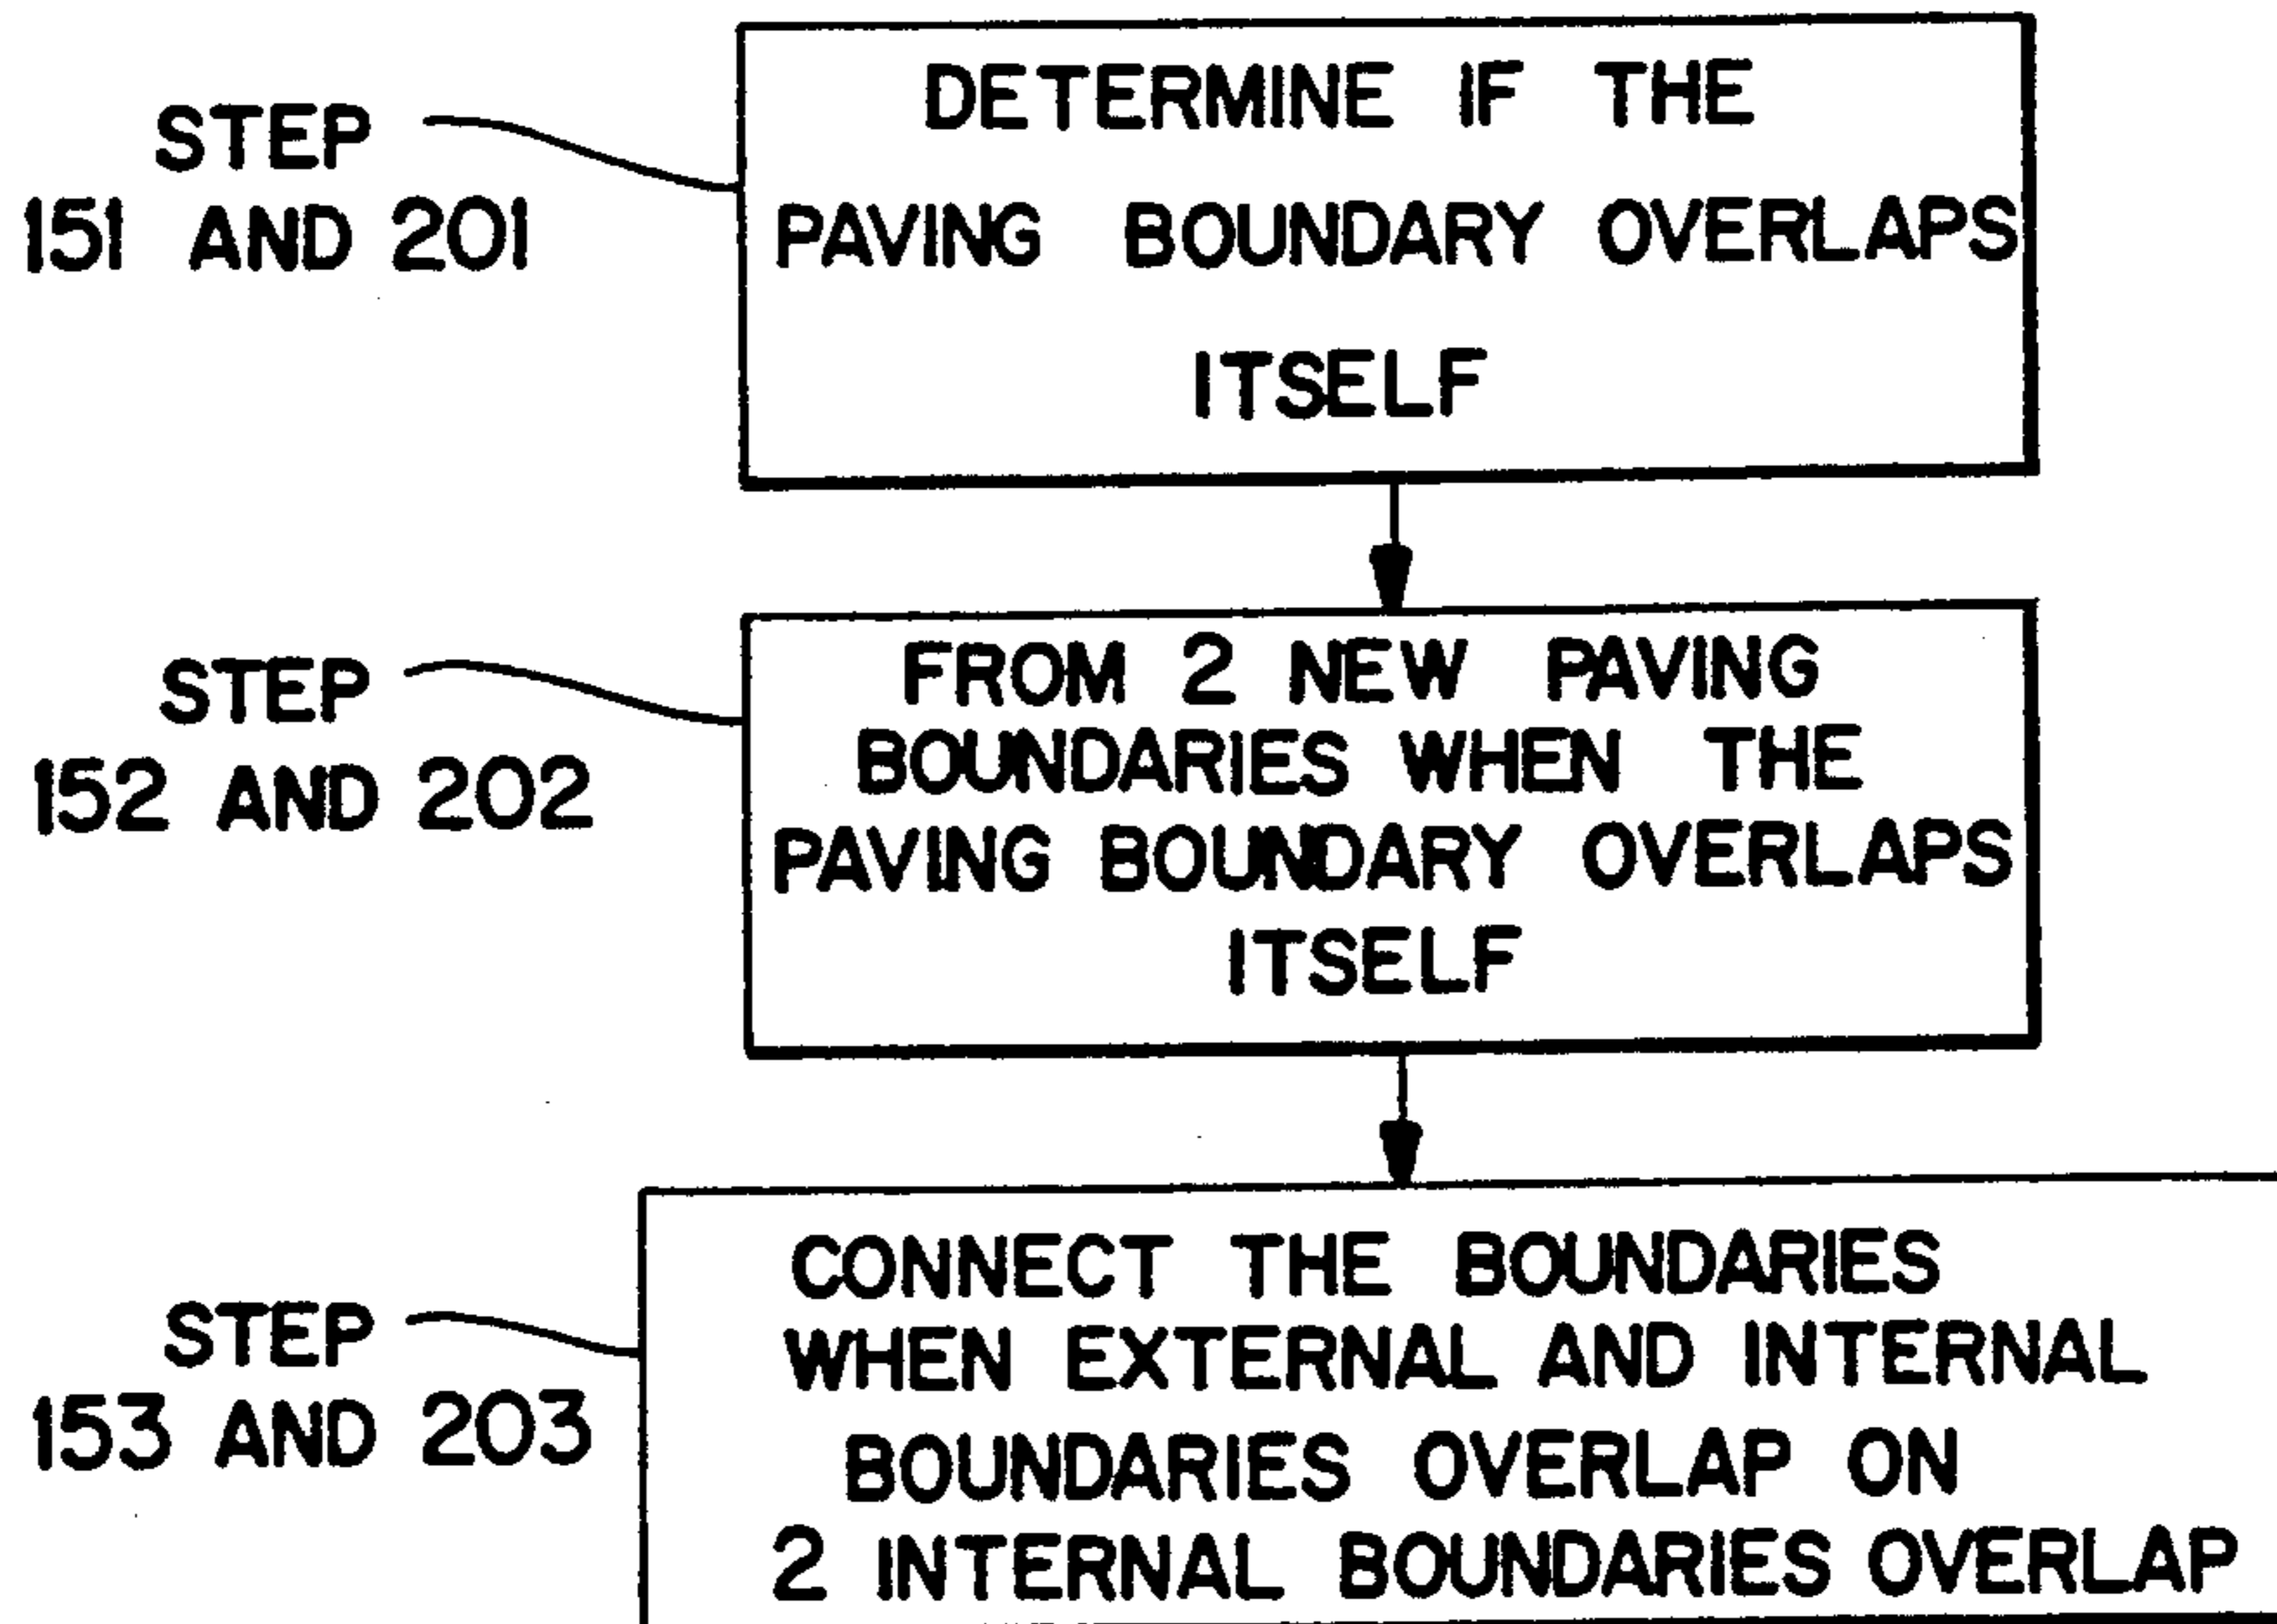 STEP
151 AND 201
DETERMINE IF THE
PAVING BOUNDARY OVERLAPS
ITSELF
STEP
152 AND 202
FROM 2 NEW PAVING
BOUNDARIES WHEN THE
PAVING BOUNDARY OVERLAPS
ITSELF
STEP
153 AND 203
CONNECT THE BOUNDARIES
WHEN EXTERNAL AND INTERNAL
BOUNDARIES OVERLAP ON
2 INTERNAL BOUNDARIES OVERLAP